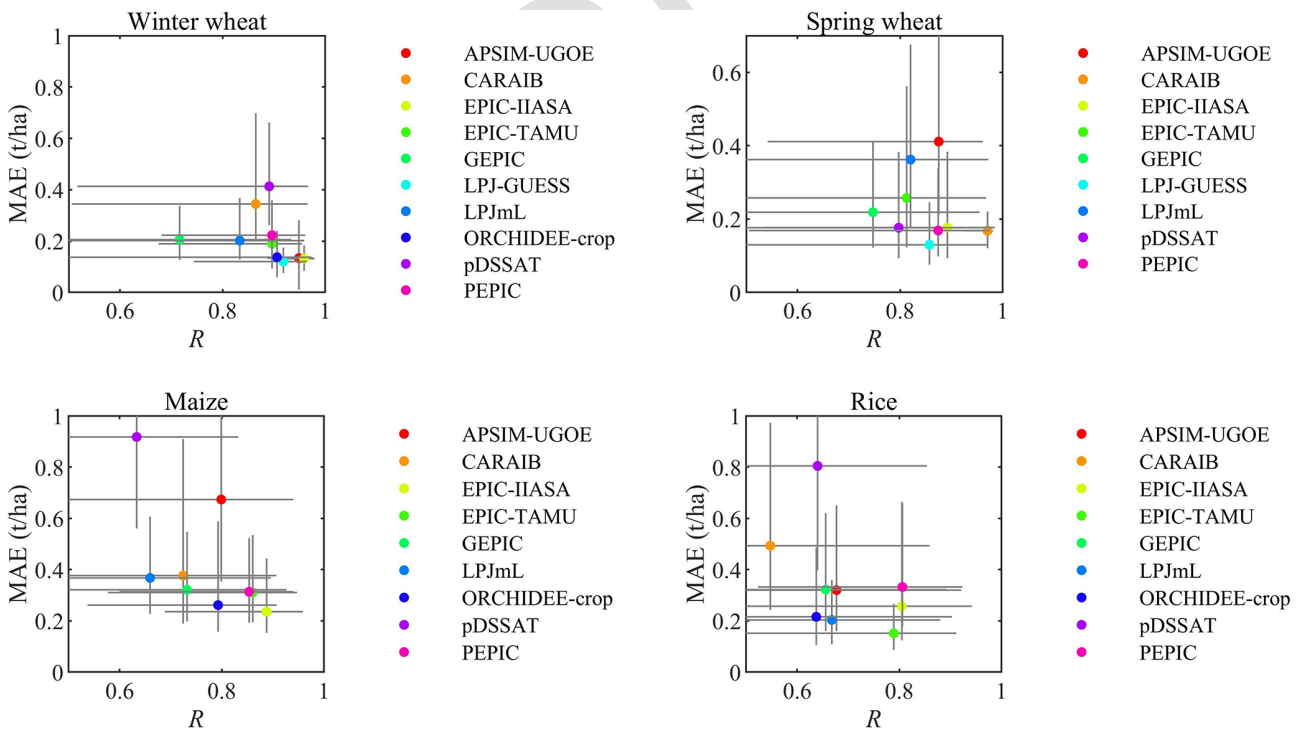 Winter wheat
MAE (t/ha)
1
0.8
0.6
0.4
0.2
0
0.6
0.8
1
R
APSIM-UGOE
CARAIB
EPIC-IIASA
EPIC-TAMU
GEPIC
LPJ-GUESS
LPJmL
ORCHIDEE-crop
pDSSAT
PEPIC
Spring wheat
MAE (t/ha)
0.6
0.4
0.2
0
0.6
0.8
1
R
APSIM-UGOE
CARAIB
EPIC-IIASA
EPIC-TAMU
GEPIC
LPJ-GUESS
LPJmL
pDSSAT
PEPIC
Maize
MAE (t/ha)
1
0.8
0.6
0.4
0.2
0
0.6
0.8
1
R
APSIM-UGOE
CARAIB
EPIC-IIASA
EPIC-TAMU
GEPIC
LPJmL
ORCHIDEE-crop
pDSSAT
PEPIC
Rice
MAE (t/ha)
1
0.8
0.6
0.4
0.2
0
0.6
0.8
1
R
APSIM-UGOE
CARAIB
EPIC-IIASA
EPIC-TAMU
GEPIC
LPJmL
ORCHIDEE-crop
pDSSAT
PEPIC